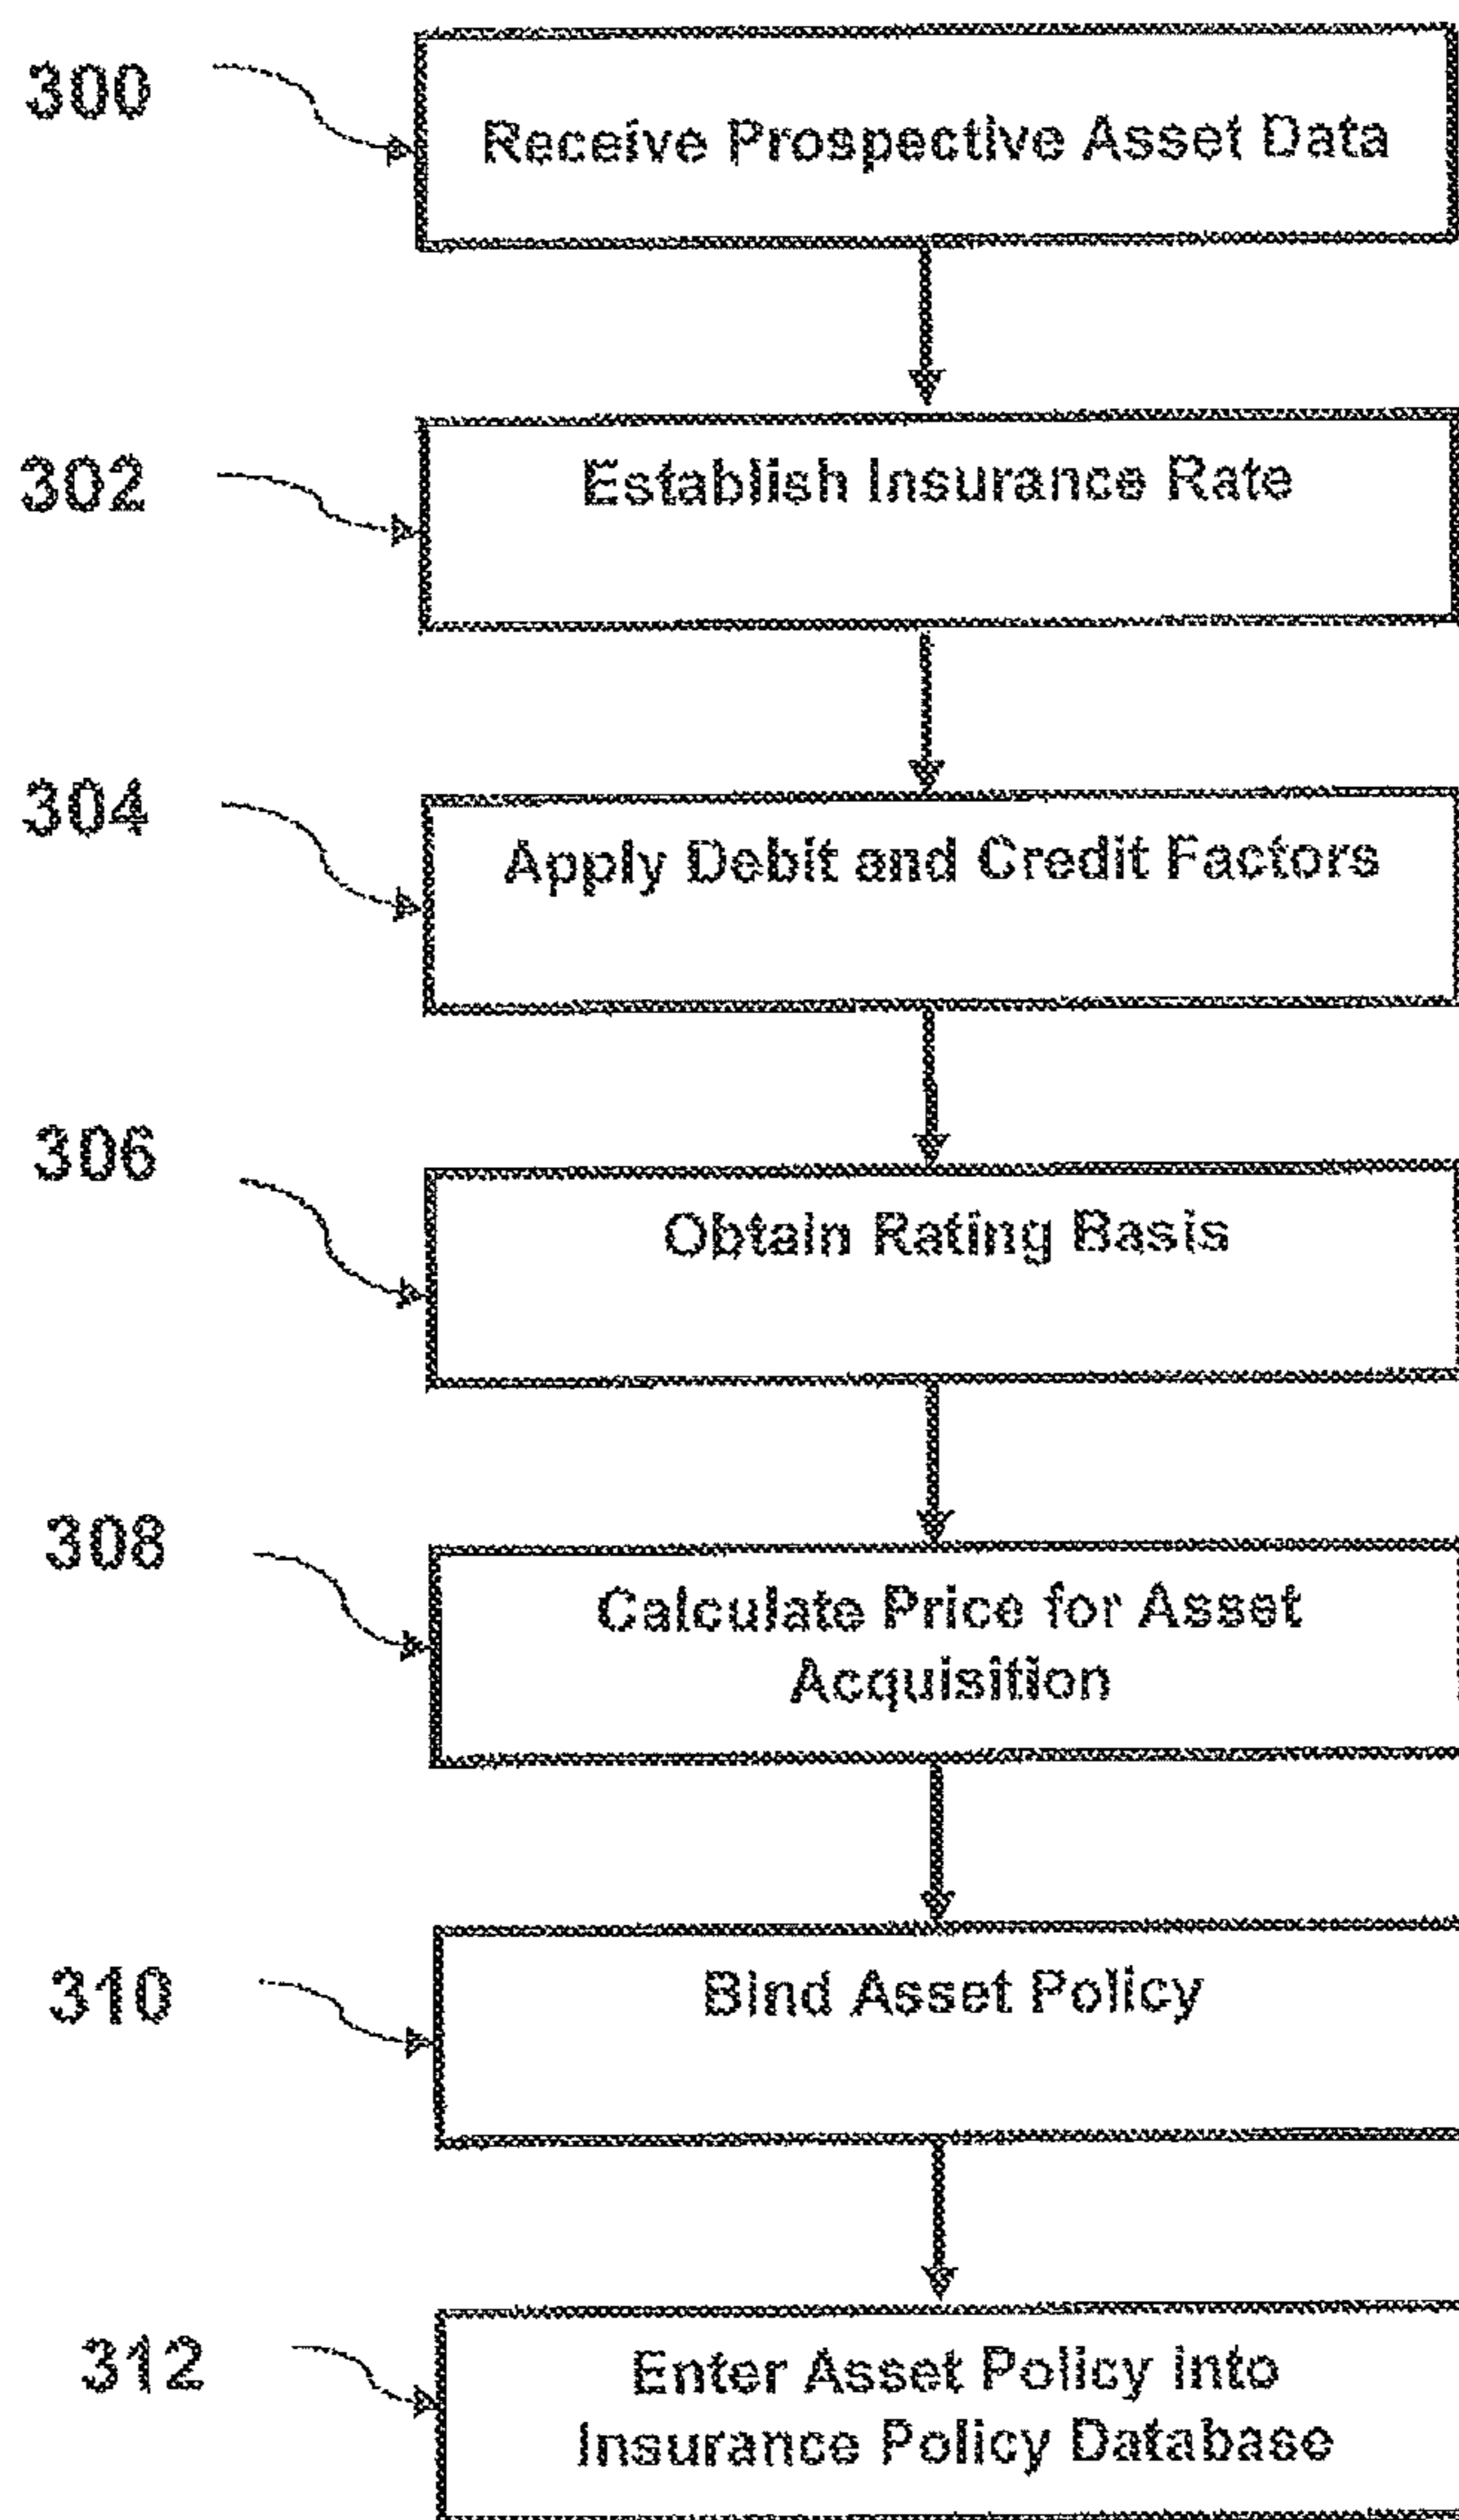 300
Receive Prospective Asset Data
302
Establish Insurance Rate
304
Apply Debit and Credit Factors
306
Obtain Rating Basis
308
Calculate Price for Asset
Acquisition
310
Bind Asset Policy
312
Enter Asset Policy into
Insurance Policy Database